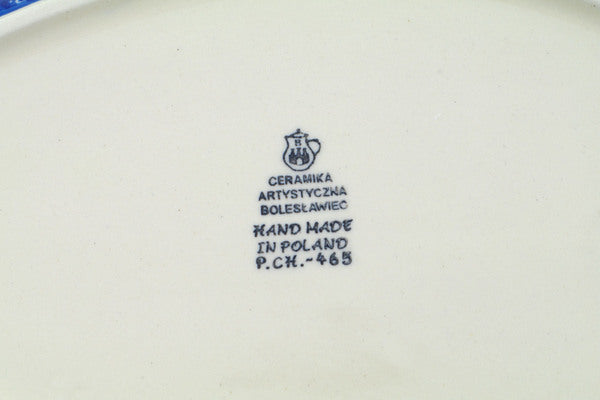 B
CERAMIKA
ARTYSTYCZNA
BOLESŁAWIEC
HAND MADE
IN POLAND
P.CH.-465